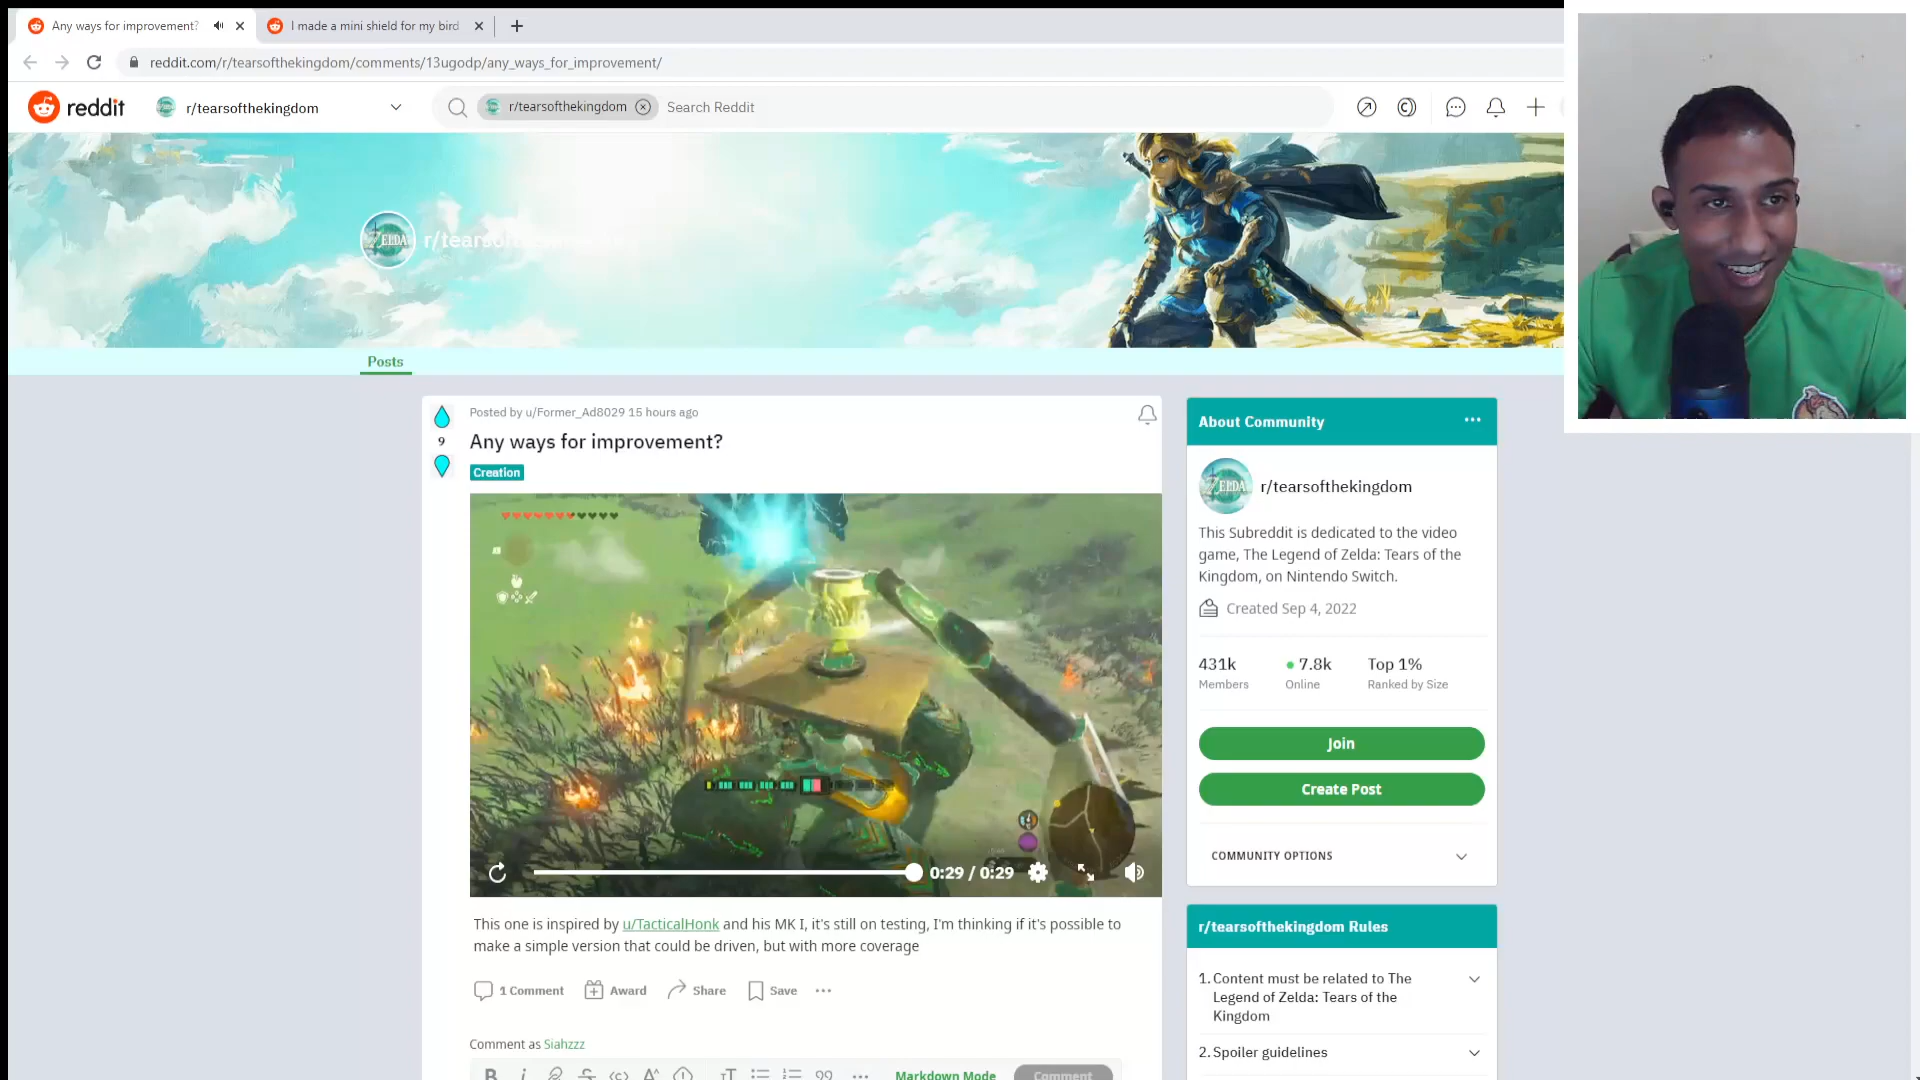 Any ways for improvement?
I made a mini shield for my bird
reddit.com/r/tearsofthekingdom/comments/13ugodp/any_ways_for_improvement/
reddit
r/tearsofthekingdom
r/tearsofthekingdom
Search Reddit
ZELDA
Posts
Posted by u/Former_Ad8029 15 hours ago
9
Any ways for improvement?
Creation
0:29 / 0:29
This one is inspired by u/TacticalHonk and his MK I, it's still on testing, I'm thinking if it's possible to
make a simple version that could be driven, but with more coverage
1 Comment
Award
Share
Save
Comment as Siahzzz
Markdown Mode
Comment
About Community
ZELDA
r/tearsofthekingdom
This Subreddit is dedicated to the video
game, The Legend of Zelda: Tears of the
Kingdom, on Nintendo Switch.
Created Sep 4, 2022
431k
Members
7.8k
Online
Top 1%
Ranked by Size
Join
Create Post
COMMUNITY OPTIONS
r/tearsofthekingdom Rules
1. Content must be related to The
Legend of Zelda: Tears of the
Kingdom
2. Spoiler guidelines